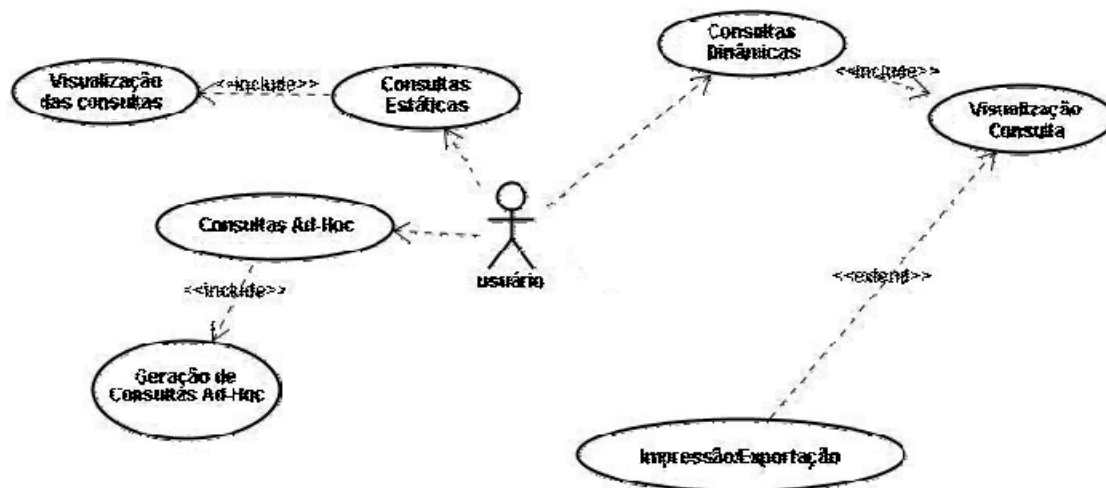 Consultas
Dinâmicas
<<include>>
Visualização
das consultas
<<include>>
Consultas
Estáticas
Visualização
Consulta
Consultas Ad-Hoc
usuário
<<include>>
<<extend>>
Geração de
Consultas Ad-Hoc
Impressão/Exportação